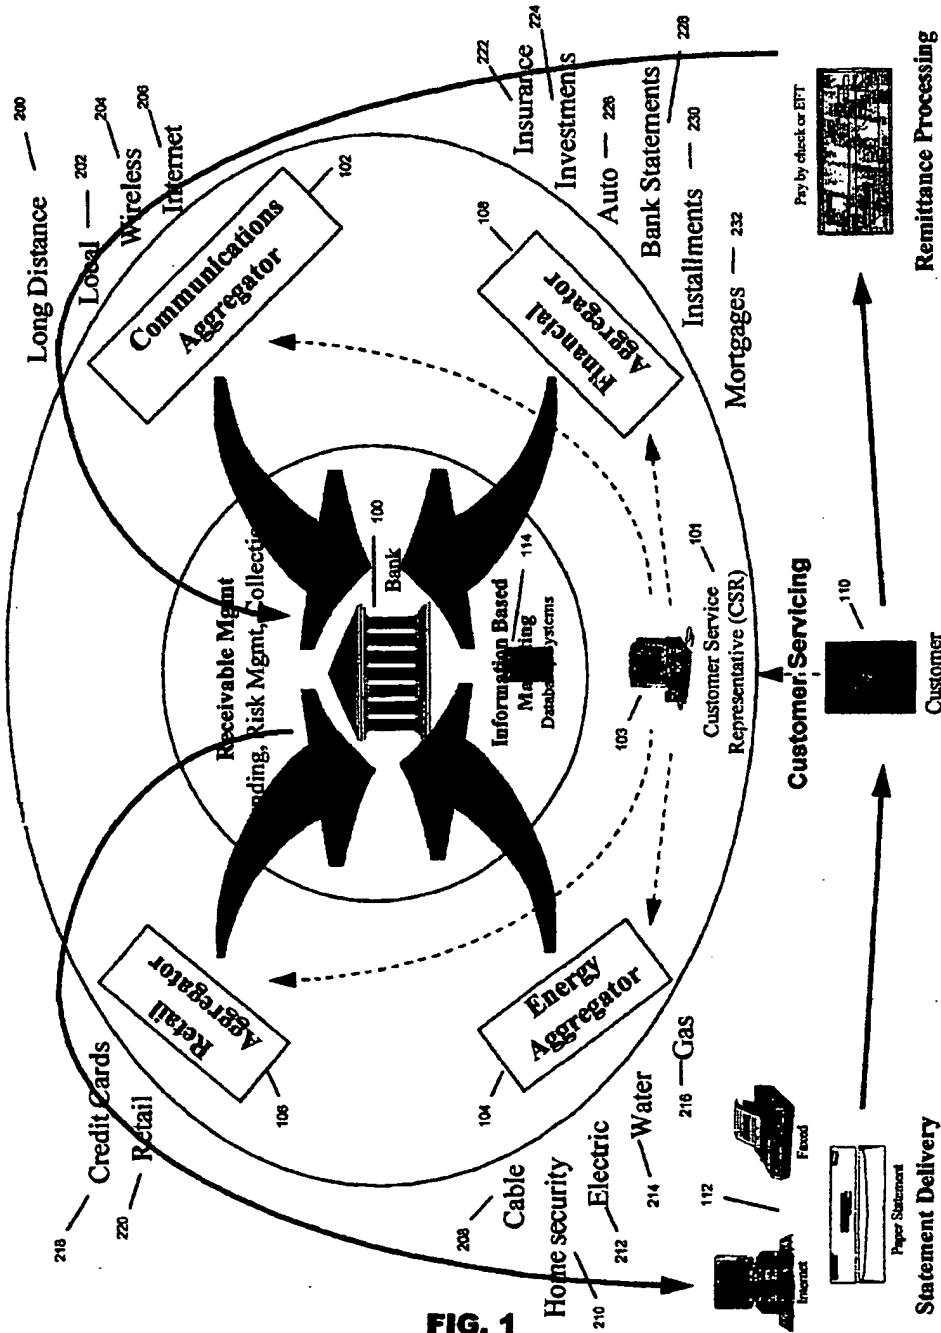 218
Credit Cards
220
Retail
Retail
Aggregator
106
Long Distance
200
Local
202
Wireless
204
Internet
206
Communications
Aggregator
102
Receivable Mgmt
nding, Risk Mgmt, Collectio
100
Bank
Information Based
114
208
Cable
Home security
210
Electric
212
Water
214
Gas
216
Energy
Aggregator
104
103
Customer Service
Representative (CSR)
101
Financial
Aggregator
108
222
Insurance
224
Investments
Auto
226
Bank Statements
228
Installments
230
Mortgages
232
Customer Servicing
110
Customer
112
Internet
Faxed
Paper Statement
Statement Delivery
Pay by check or EFT
Remittance Processing
FIG. 1